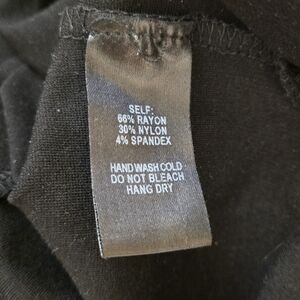 SELF:
66% RAYON
30% NYLON
4% SPANDEX
HAND WASH COLD
DO NOT BLEACH
HANG DRY